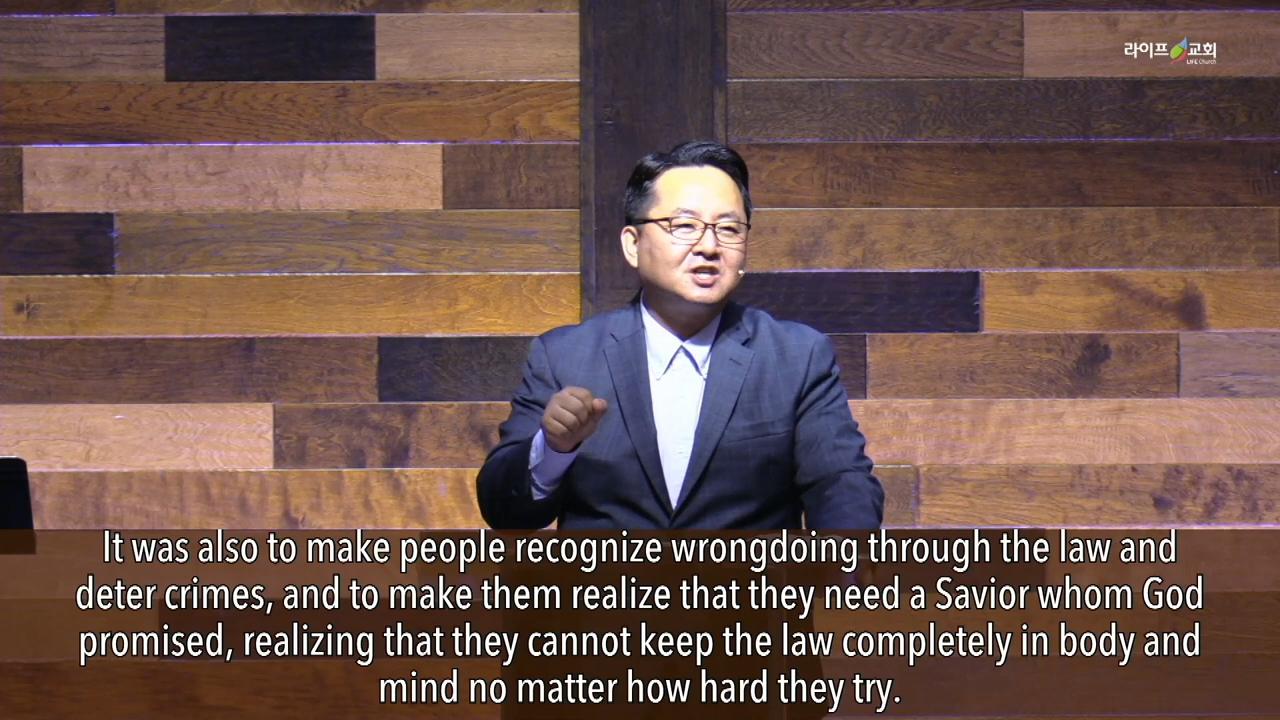 라이프 교회
LIFE Church
It was also to make people recognize wrongdoing through the law and
deter crimes, and to make them realize that they need a Savior whom God
promised, realizing that they cannot keep the law completely in body and
mind no matter how hard they try.